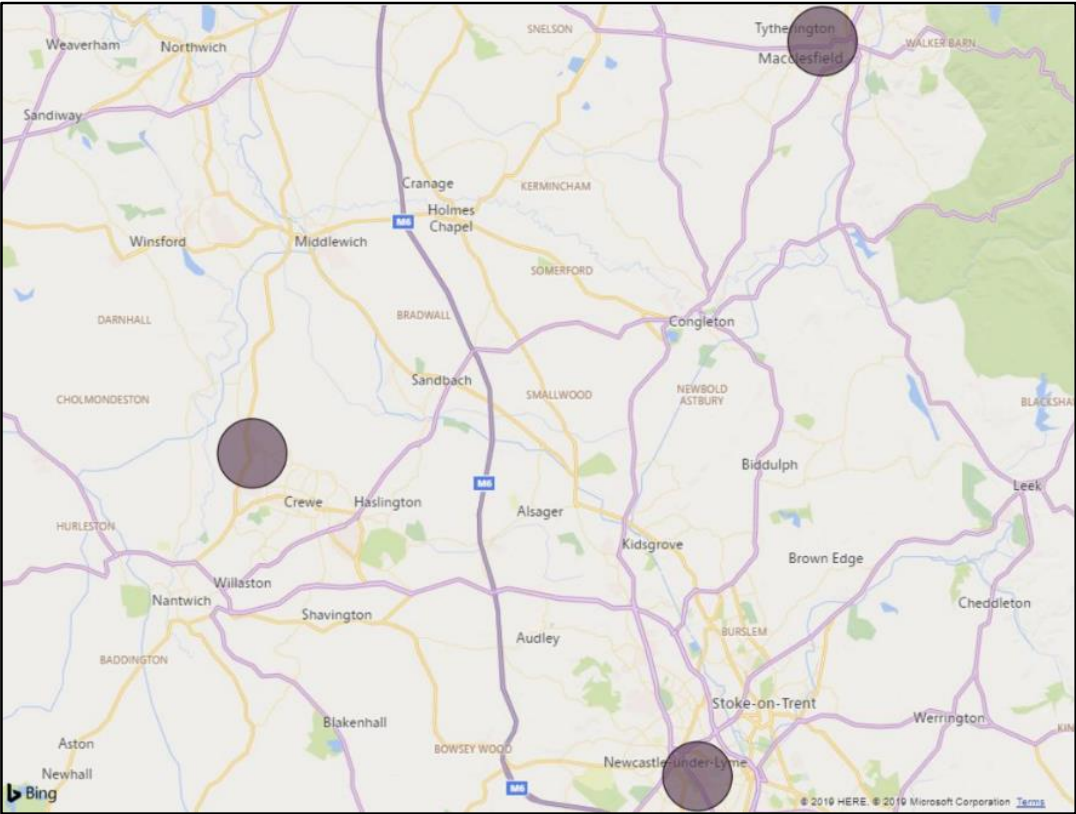 SNELSON
Tytherington
Weaverham
Northwich
WALKER BARN
Macclesfield
Sandiway
Cranage
KERMINCHAM
Holmes
Chapel
M6
Winsford
Middlewich
SOMERFORD
DARNHALL
BRADWALL
Congleton
Sandbach
CHOLMONDESTON
SMALLWOOD
NEWBOLD
ASTBURY
BLACKSHA
Biddulph
M6
Leek
Crewe
Haslington
Alsager
HURLESTON
Kidsgrove
Brown Edge
Willaston
Nantwich
Shavington
Cheddleton
Audley
BURSLEM
BADDINGTON
Stoke-on-Trent
Blakenhall
Werrington
KIN
Aston
BOWSEY WOOD
Newcastle-under-Lyme
Newhall
M6
Bing
© 2019 HERE, © 2019 Microsoft Corporation Terms